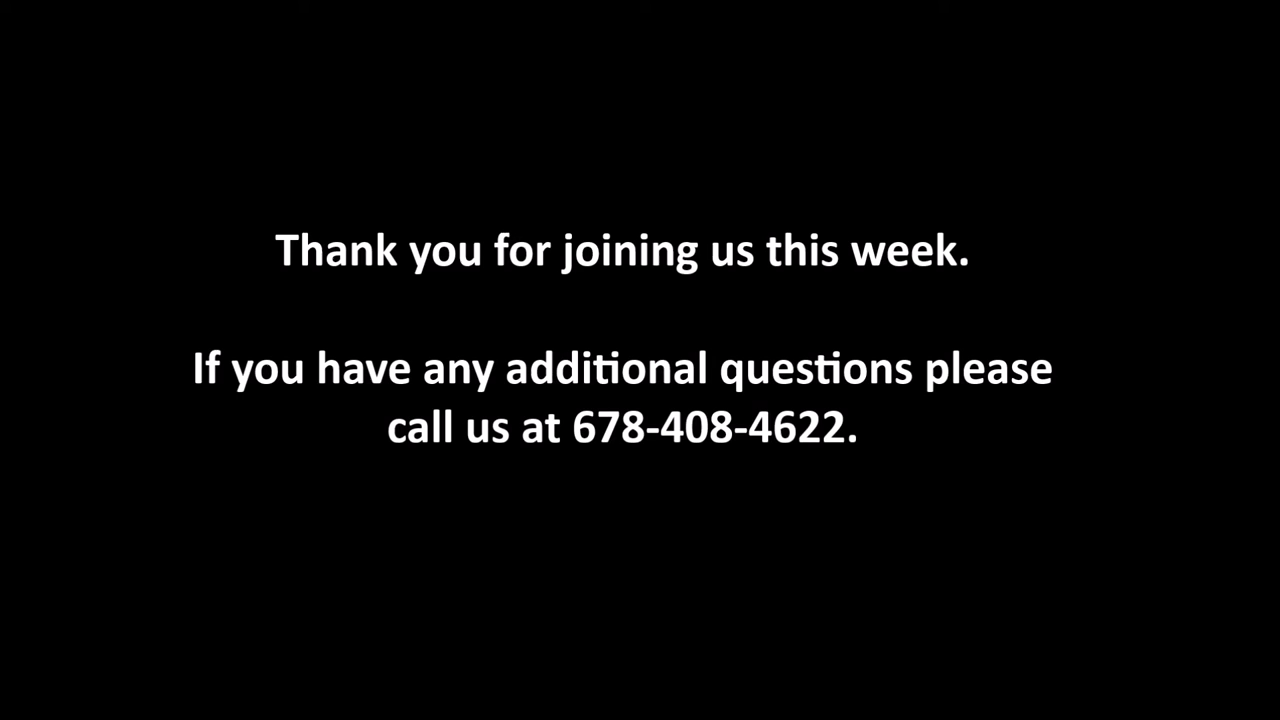 Thank you for joining us this week.
If you have any additional questions please
call us at 678-408-4622.